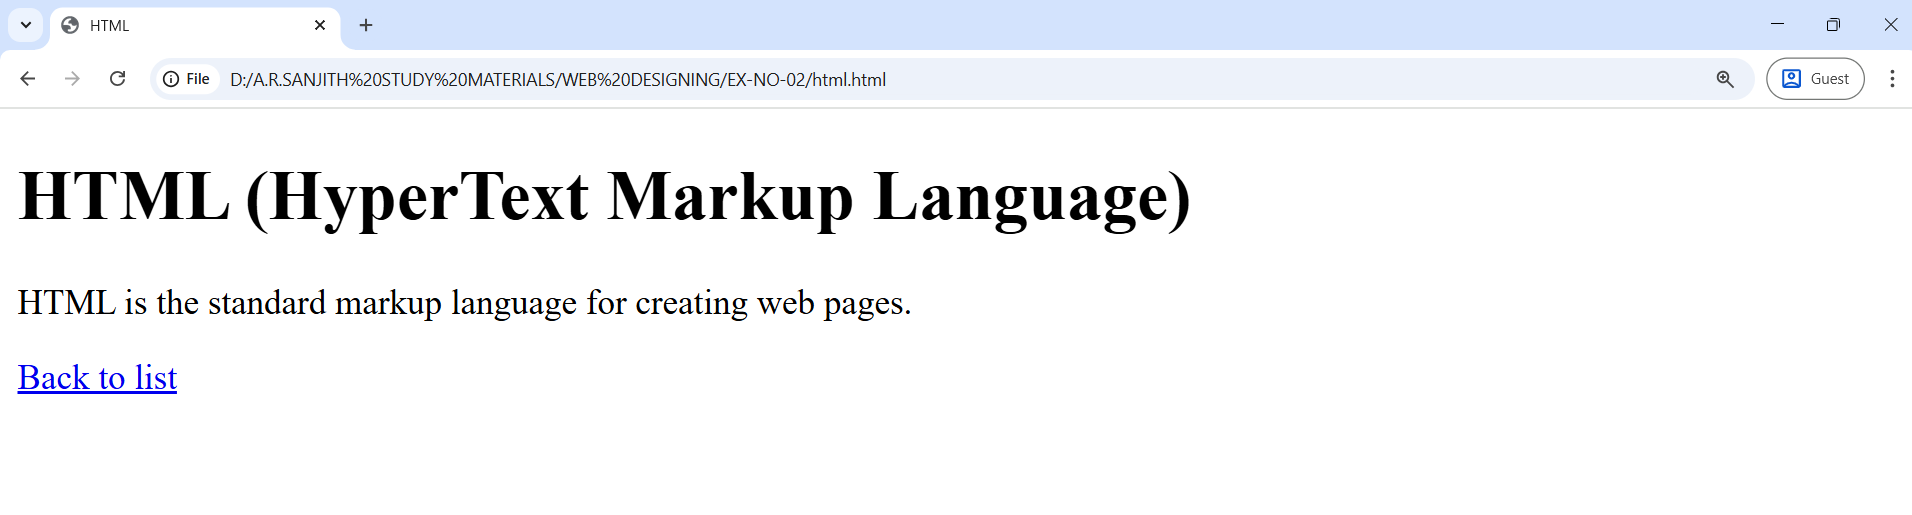 HTML
File D:/A.R.SANJITH%20STUDY%20MATERIALS/WEB%20DESIGNING/EX-NO-02/html.html Guest
HTML (HyperText Markup Language)
HTML is the standard markup language for creating web pages.
Back to list